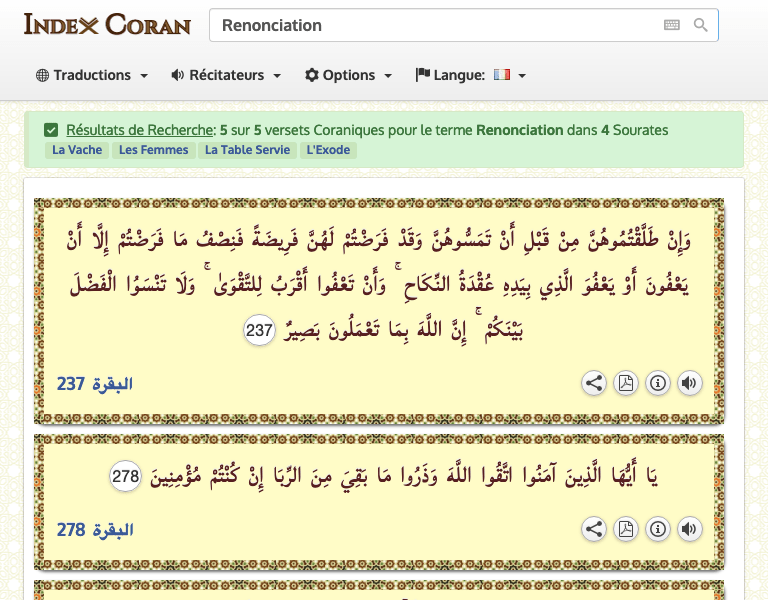 Index Coran
Renonciation
Traductions
Récitateurs
Options
Langue:
Résultats de Recherche: 5 sur 5 versets Coraniques pour le terme Renonciation dans 4 Sourates
La Vache Les Femmes La Table Servie L'Exode
وَإِنْ طَلَّقْتُمُوهُنَّ مِنْ قَبْلِ أَنْ تَمَسُّوهُنَّ وَقَدْ فَرَضْتُمْ لَهُنَّ فَرِيضَةً فَنِصْفُ مَا فَرَضْتُمْ إِلَّا أَنْ
يَعْفُونَ أَوْ يَعْفُوَ الَّذِي بِيَدِهِ عُقْدَةُ النِّكَاحِ ۚ وَأَنْ تَعْفُوا أَقْرَبُ لِلتَّقْوَىٰ ۚ وَلَا تَنْسَوُا الْفَضْلَ
بَيْنَكُمْ ۚ إِنَّ اللَّهَ بِمَا تَعْمَلُونَ بَصِيرٌ 237
البقرة 237
يَا أَيُّهَا الَّذِينَ آمَنُوا اتَّقُوا اللَّهَ وَذَرُوا مَا بَقِيَ مِنَ الرِّبَا إِنْ كُنْتُمْ مُؤْمِنِينَ 278
البقرة 278